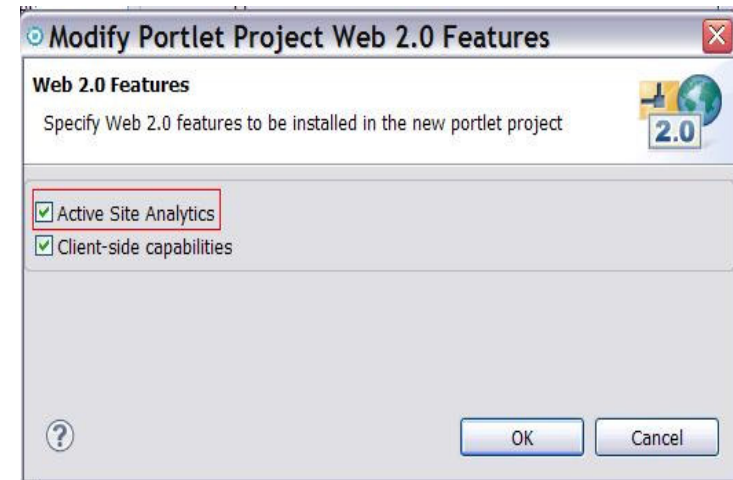 Modify Portlet Project Web 2.0 Features
Web 2.0 Features
Specify Web 2.0 features to be installed in the new portlet project
2.0
Active Site Analytics
Client-side capabilities
?
OK Cancel